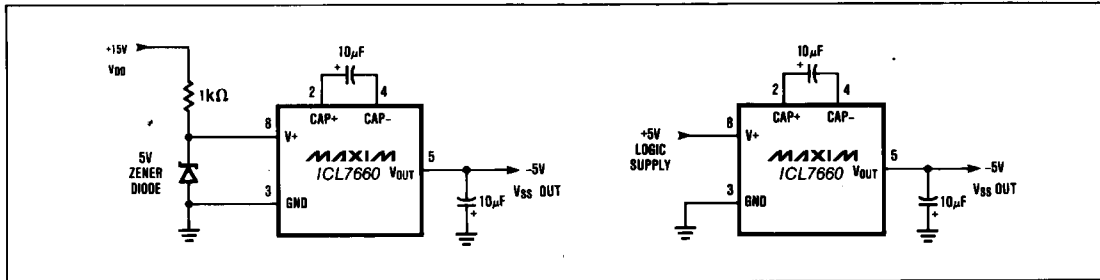 +15V
VDD
1kΩ
5V
ZENER
DIODE
10µF
+
2
4
CAP+
CAP-
8
V+
MAXIM
ICL7660
3
GND
VOUT
5
-5V
VSS OUT
10µF
+
+5V
LOGIC
SUPPLY
10µF
+
2
4
CAP+
CAP-
8
V+
MAXIM
ICL7660
3
GND
VOUT
5
-5V
VSS OUT
10µF
+